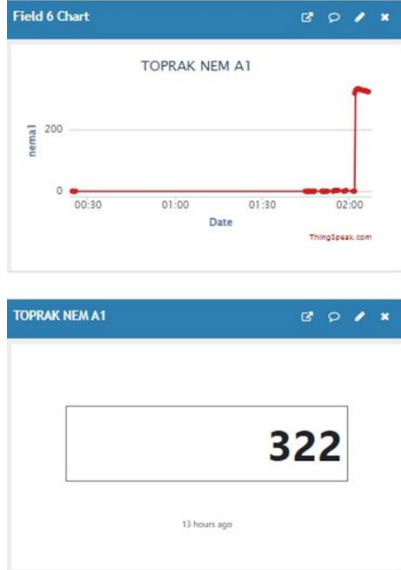 Field 6 Chart
TOPRAK NEM A1
nema1
200
0
00:30 01:00 01:30 02:00
Date
ThingSpeak.com
TOPRAK NEM A1
322
13 hours ago